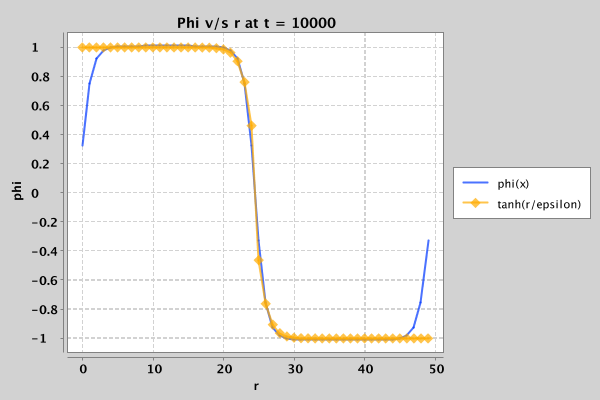 Phi v/s r at t = 10000
1
0.8
0.6
0.4
0.2
0
-0.2
-0.4
-0.6
-0.8
-1
phi
0 10 20 30 40 50
r
phi(x)
tanh(r/epsilon)